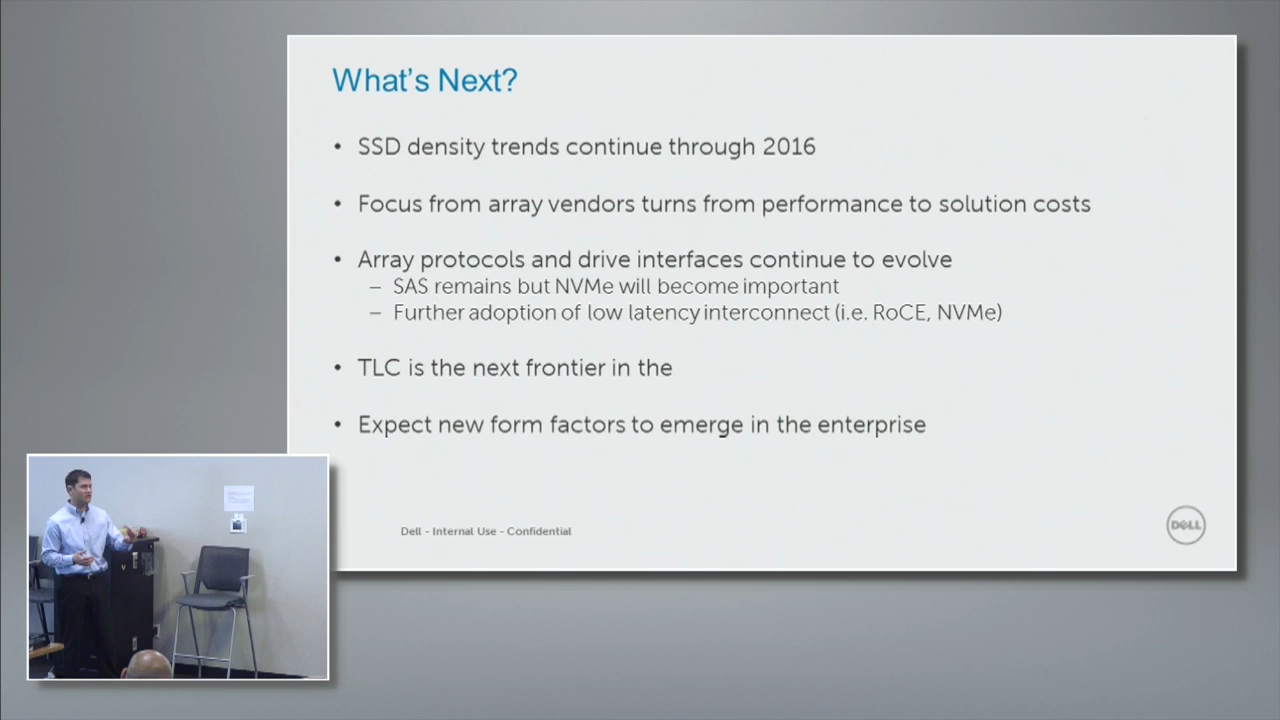 What's Next?
• SSD density trends continue through 2016
• Focus from array vendors turns from performance to solution costs
• Array protocols and drive interfaces continue to evolve
– SAS remains but NVMe will become important
– Further adoption of low latency interconnect (i.e. RoCE, NVMe)
• TLC is the next frontier in the
• Expect new form factors to emerge in the enterprise
Dell - Internal Use - Confidential
DELL